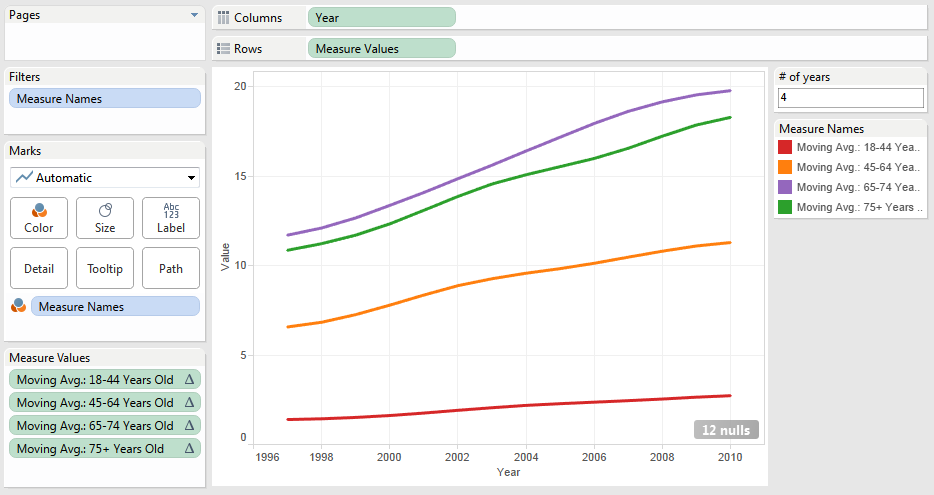 Pages
Columns
Year
Rows
Measure Values
Filters
Measure Names
Marks
Automatic
Color
Size
Abc
123
Label
Detail
Tooltip
Path
Measure Names
Measure Values
Moving Avg.: 18-44 Years Old Δ
Moving Avg.: 45-64 Years Old Δ
Moving Avg.: 65-74 Years Old Δ
Moving Avg.: 75+ Years Old Δ
20
15
10
5
0
Value
12 nulls
1996 1998 2000 2002 2004 2006 2008 2010
Year
# of years
4
Measure Names
Moving Avg.: 18-44 Yea..
Moving Avg.: 45-64 Yea..
Moving Avg.: 65-74 Yea..
Moving Avg.: 75+ Years ..